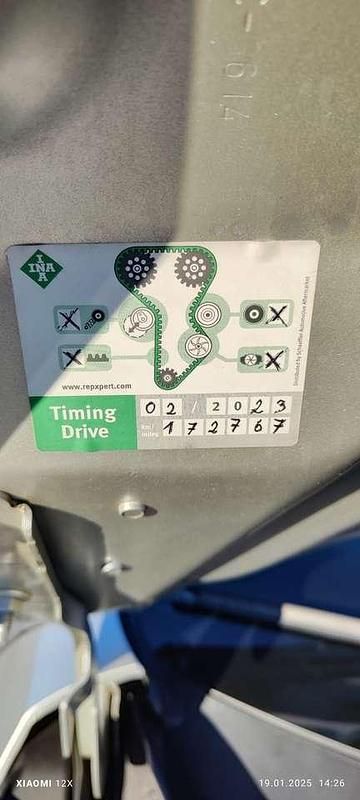 614
INA
www.repxpert.com
Distributed by Schaeffler Automotive Aftermarket
Timing
Drive
02 / 2023
km/
miles
172767
XIAOMI 12X
19.01.2025 14:26